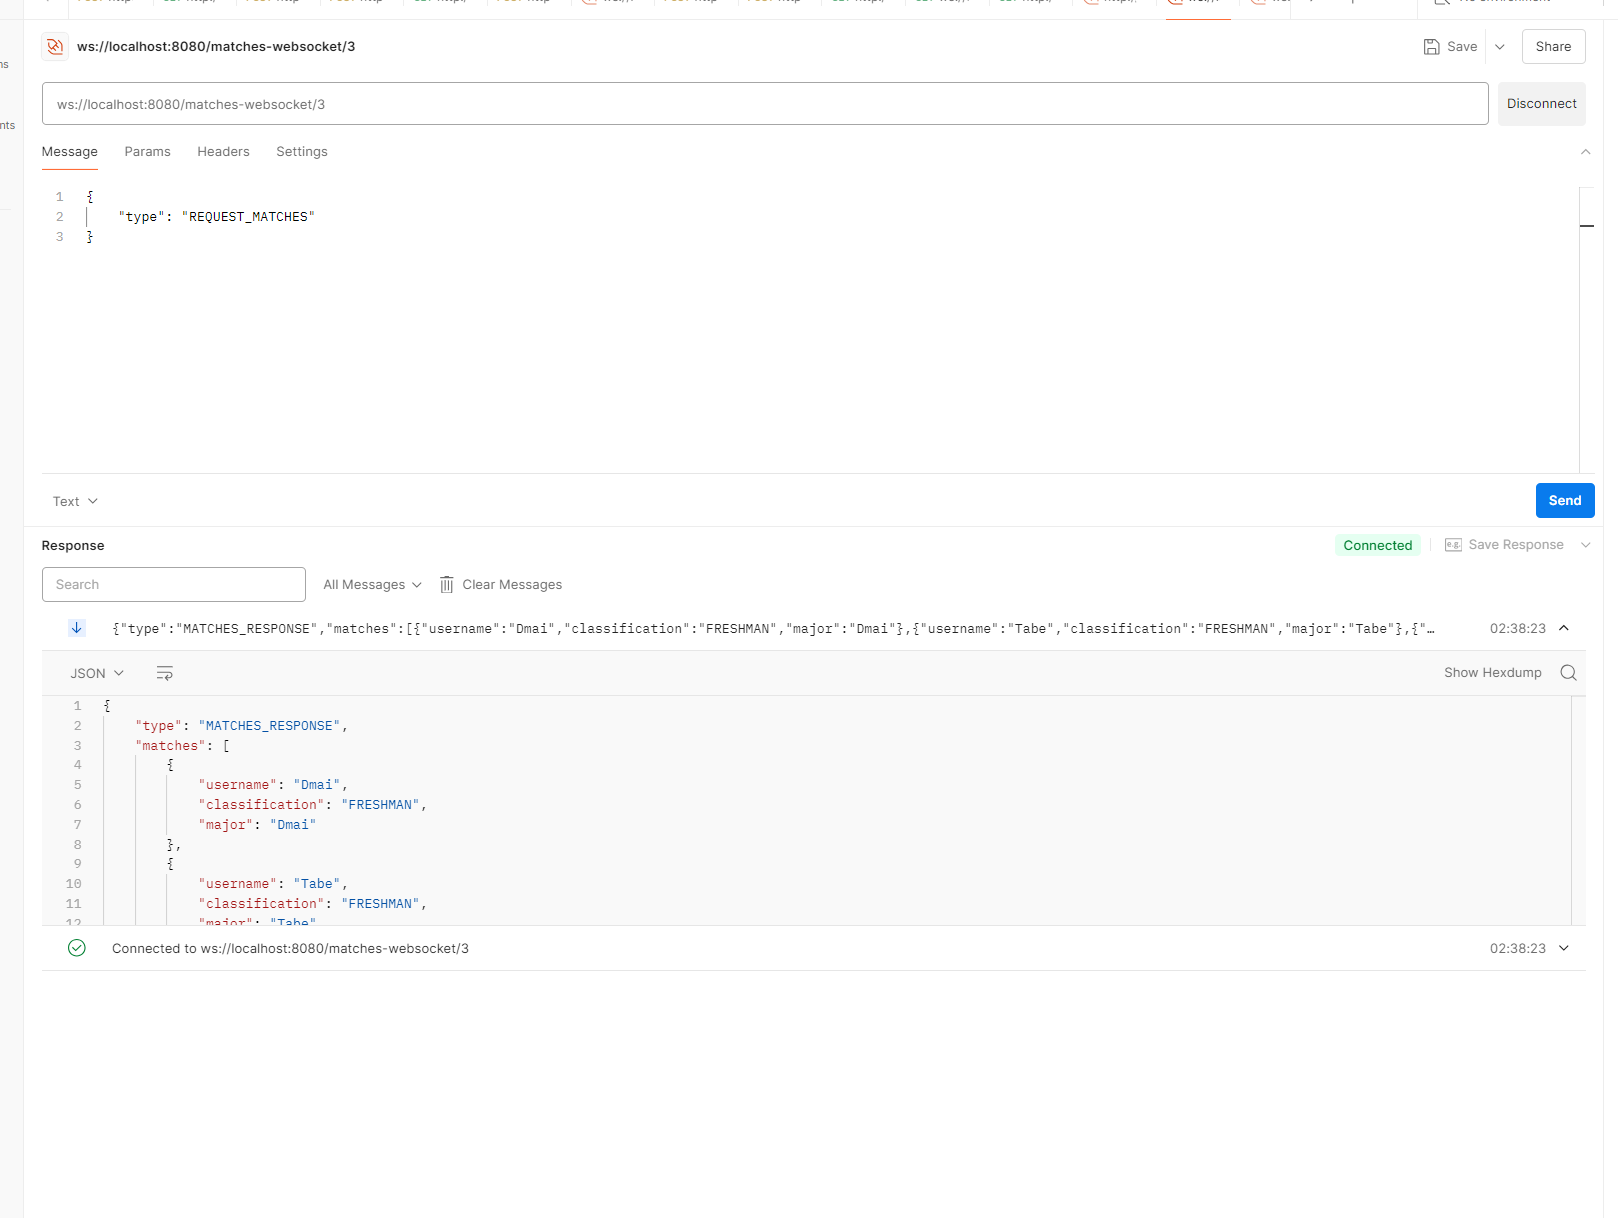 ws://localhost:8080/matches-websocket/3
Save
Share
ws://localhost:8080/matches-websocket/3
Disconnect
Message Params Headers Settings
1 {
2 "type": "REQUEST_MATCHES"
3 }
Text
Send
Response
Connected
e.g. Save Response
Search
All Messages
Clear Messages
{"type":"MATCHES_RESPONSE","matches":[{"username":"Dmai","classification":"FRESHMAN","major":"Dmai"},{"username":"Tabe","classification":"FRESHMAN","major":"Tabe"},{"… 02:38:23
JSON
Show Hexdump
1 {
2 "type": "MATCHES_RESPONSE",
3 "matches": [
4 {
5 "username": "Dmai",
6 "classification": "FRESHMAN",
7 "major": "Dmai"
8 },
9 {
10 "username": "Tabe",
11 "classification": "FRESHMAN",
12 "major": "Tabe"
Connected to ws://localhost:8080/matches-websocket/3 02:38:23